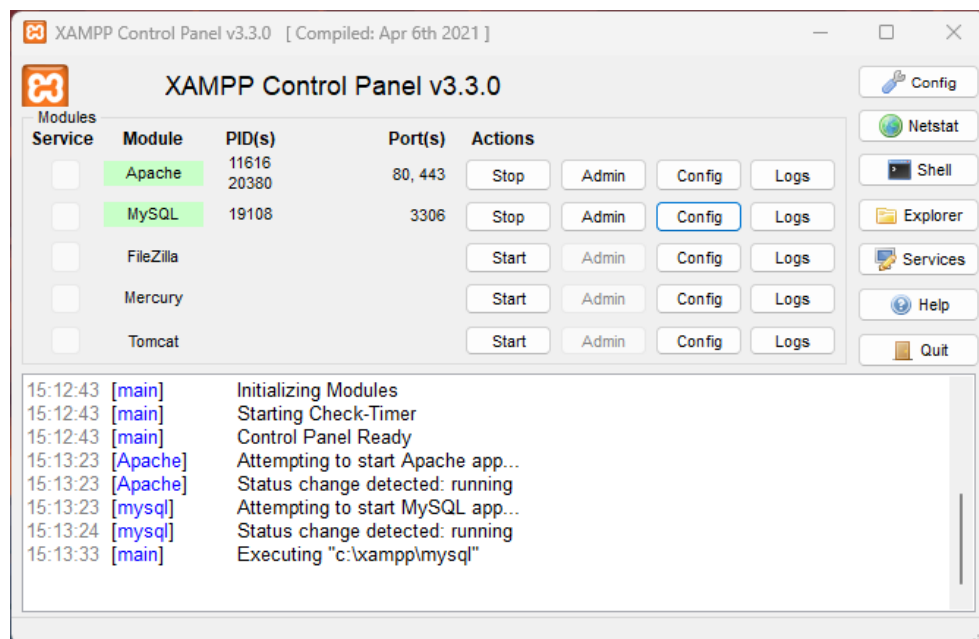 XAMPP Control Panel v3.3.0 [ Compiled: Apr 6th 2021 ]
XAMPP Control Panel v3.3.0
Config
Modules
Service Module PID(s) Port(s) Actions
Netstat
Apache 11616 20380 80, 443 Stop Admin Config Logs
Shell
MySQL 19108 3306 Stop Admin Config Logs
Explorer
FileZilla Start Admin Config Logs
Services
Mercury Start Admin Config Logs
Help
Tomcat Start Admin Config Logs
Quit
15:12:43 [main] Initializing Modules
15:12:43 [main] Starting Check-Timer
15:12:43 [main] Control Panel Ready
15:13:23 [Apache] Attempting to start Apache app...
15:13:23 [Apache] Status change detected: running
15:13:23 [mysql] Attempting to start MySQL app...
15:13:24 [mysql] Status change detected: running
15:13:33 [main] Executing "c:\xampp\mysql"